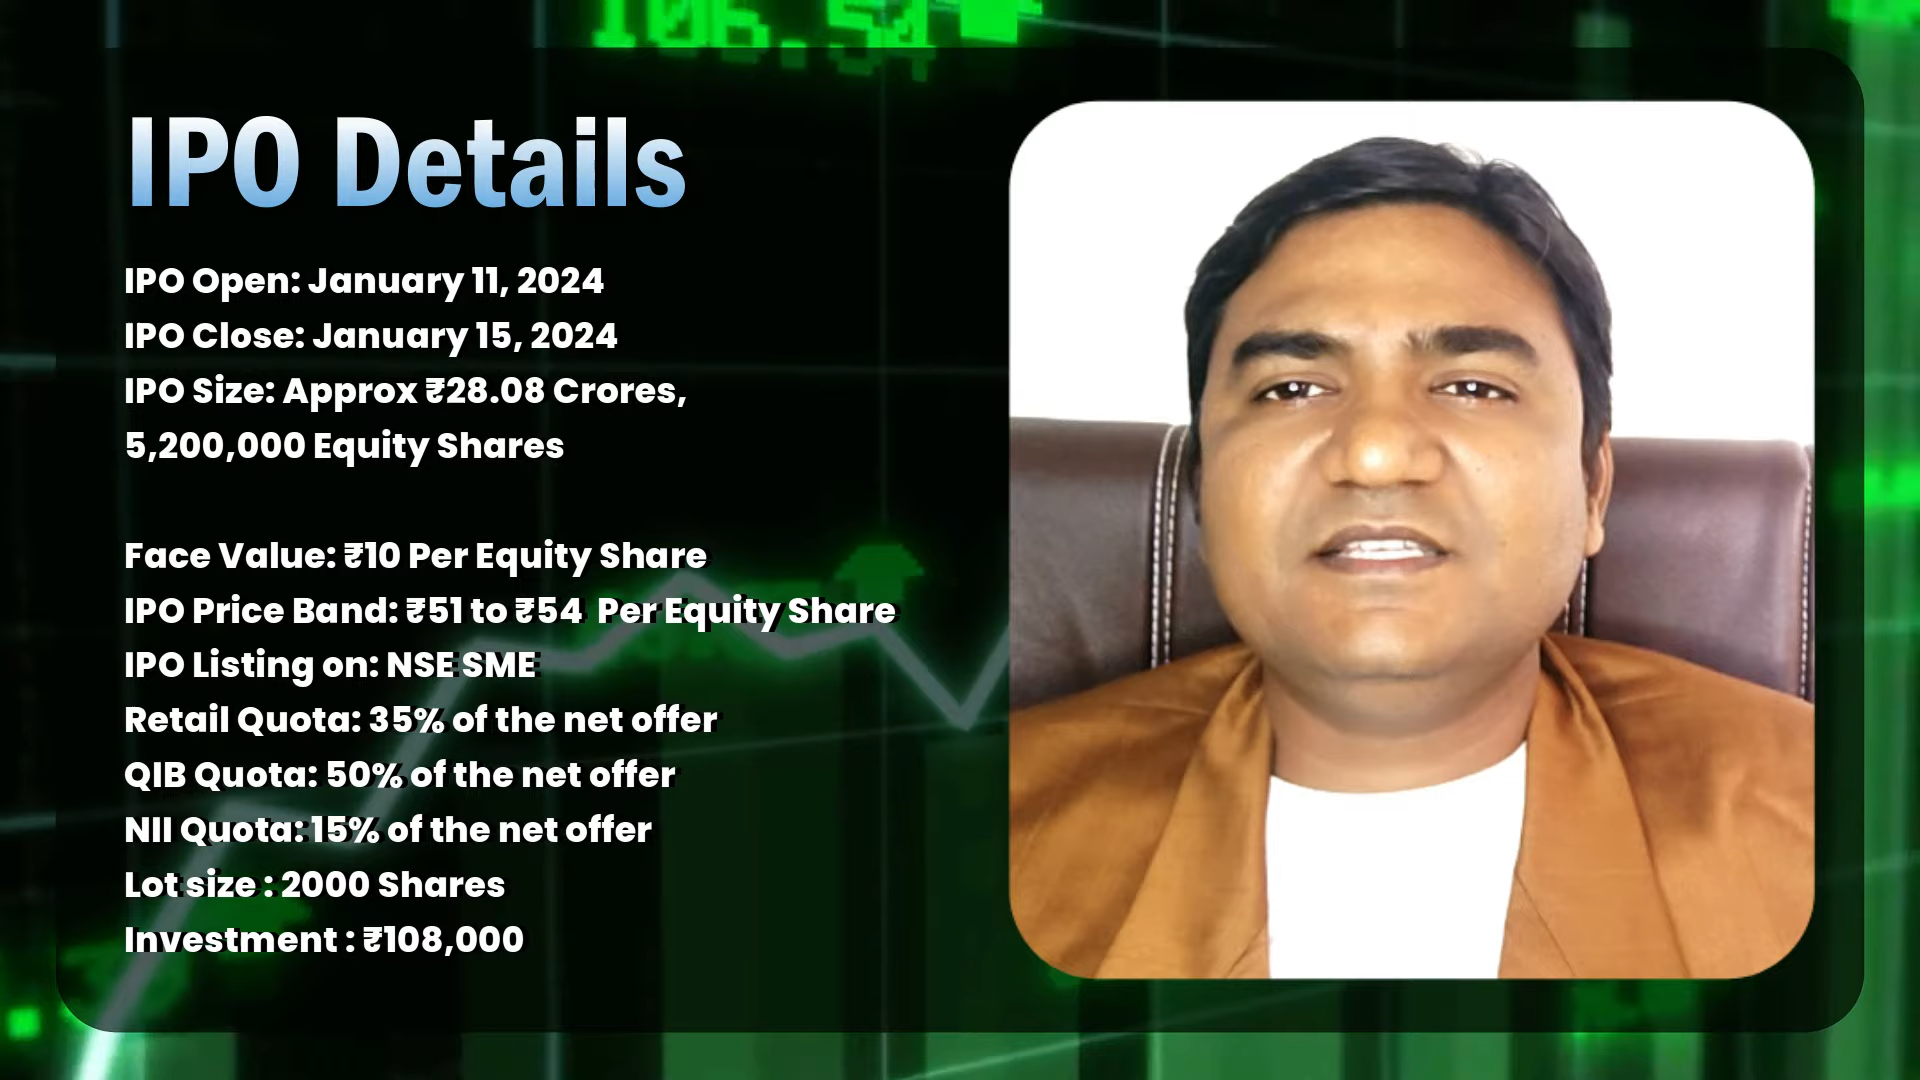 106.54
IPO Details
IPO Open: January 11, 2024
IPO Close: January 15, 2024
IPO Size: Approx ₹28.08 Crores,
5,200,000 Equity Shares
Face Value: ₹10 Per Equity Share
IPO Price Band: ₹51 to ₹54 Per Equity Share
IPO Listing on: NSE SME
Retail Quota: 35% of the net offer
QIB Quota: 50% of the net offer
NII Quota: 15% of the net offer
Lot size : 2000 Shares
Investment : ₹108,000